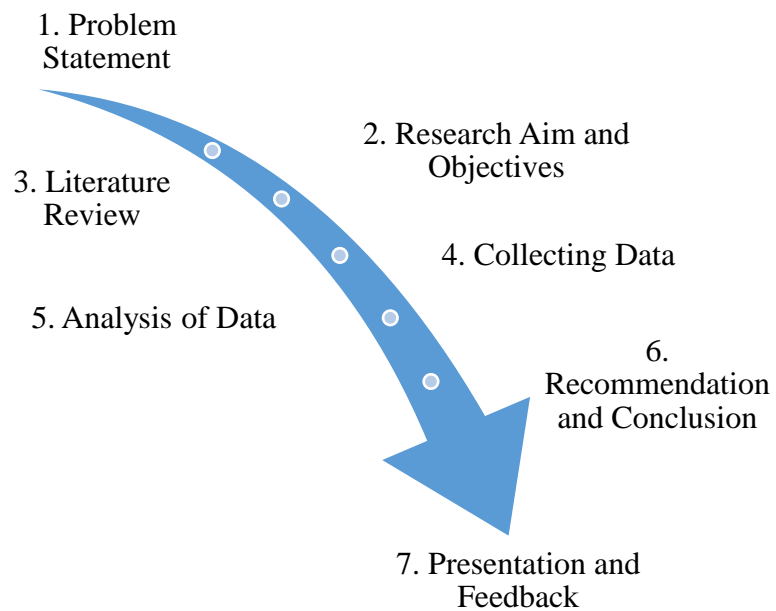 1. Problem
Statement
2. Research Aim and
Objectives
3. Literature
Review
4. Collecting Data
5. Analysis of Data
6.
Recommendation
and Conclusion
7. Presentation and
Feedback